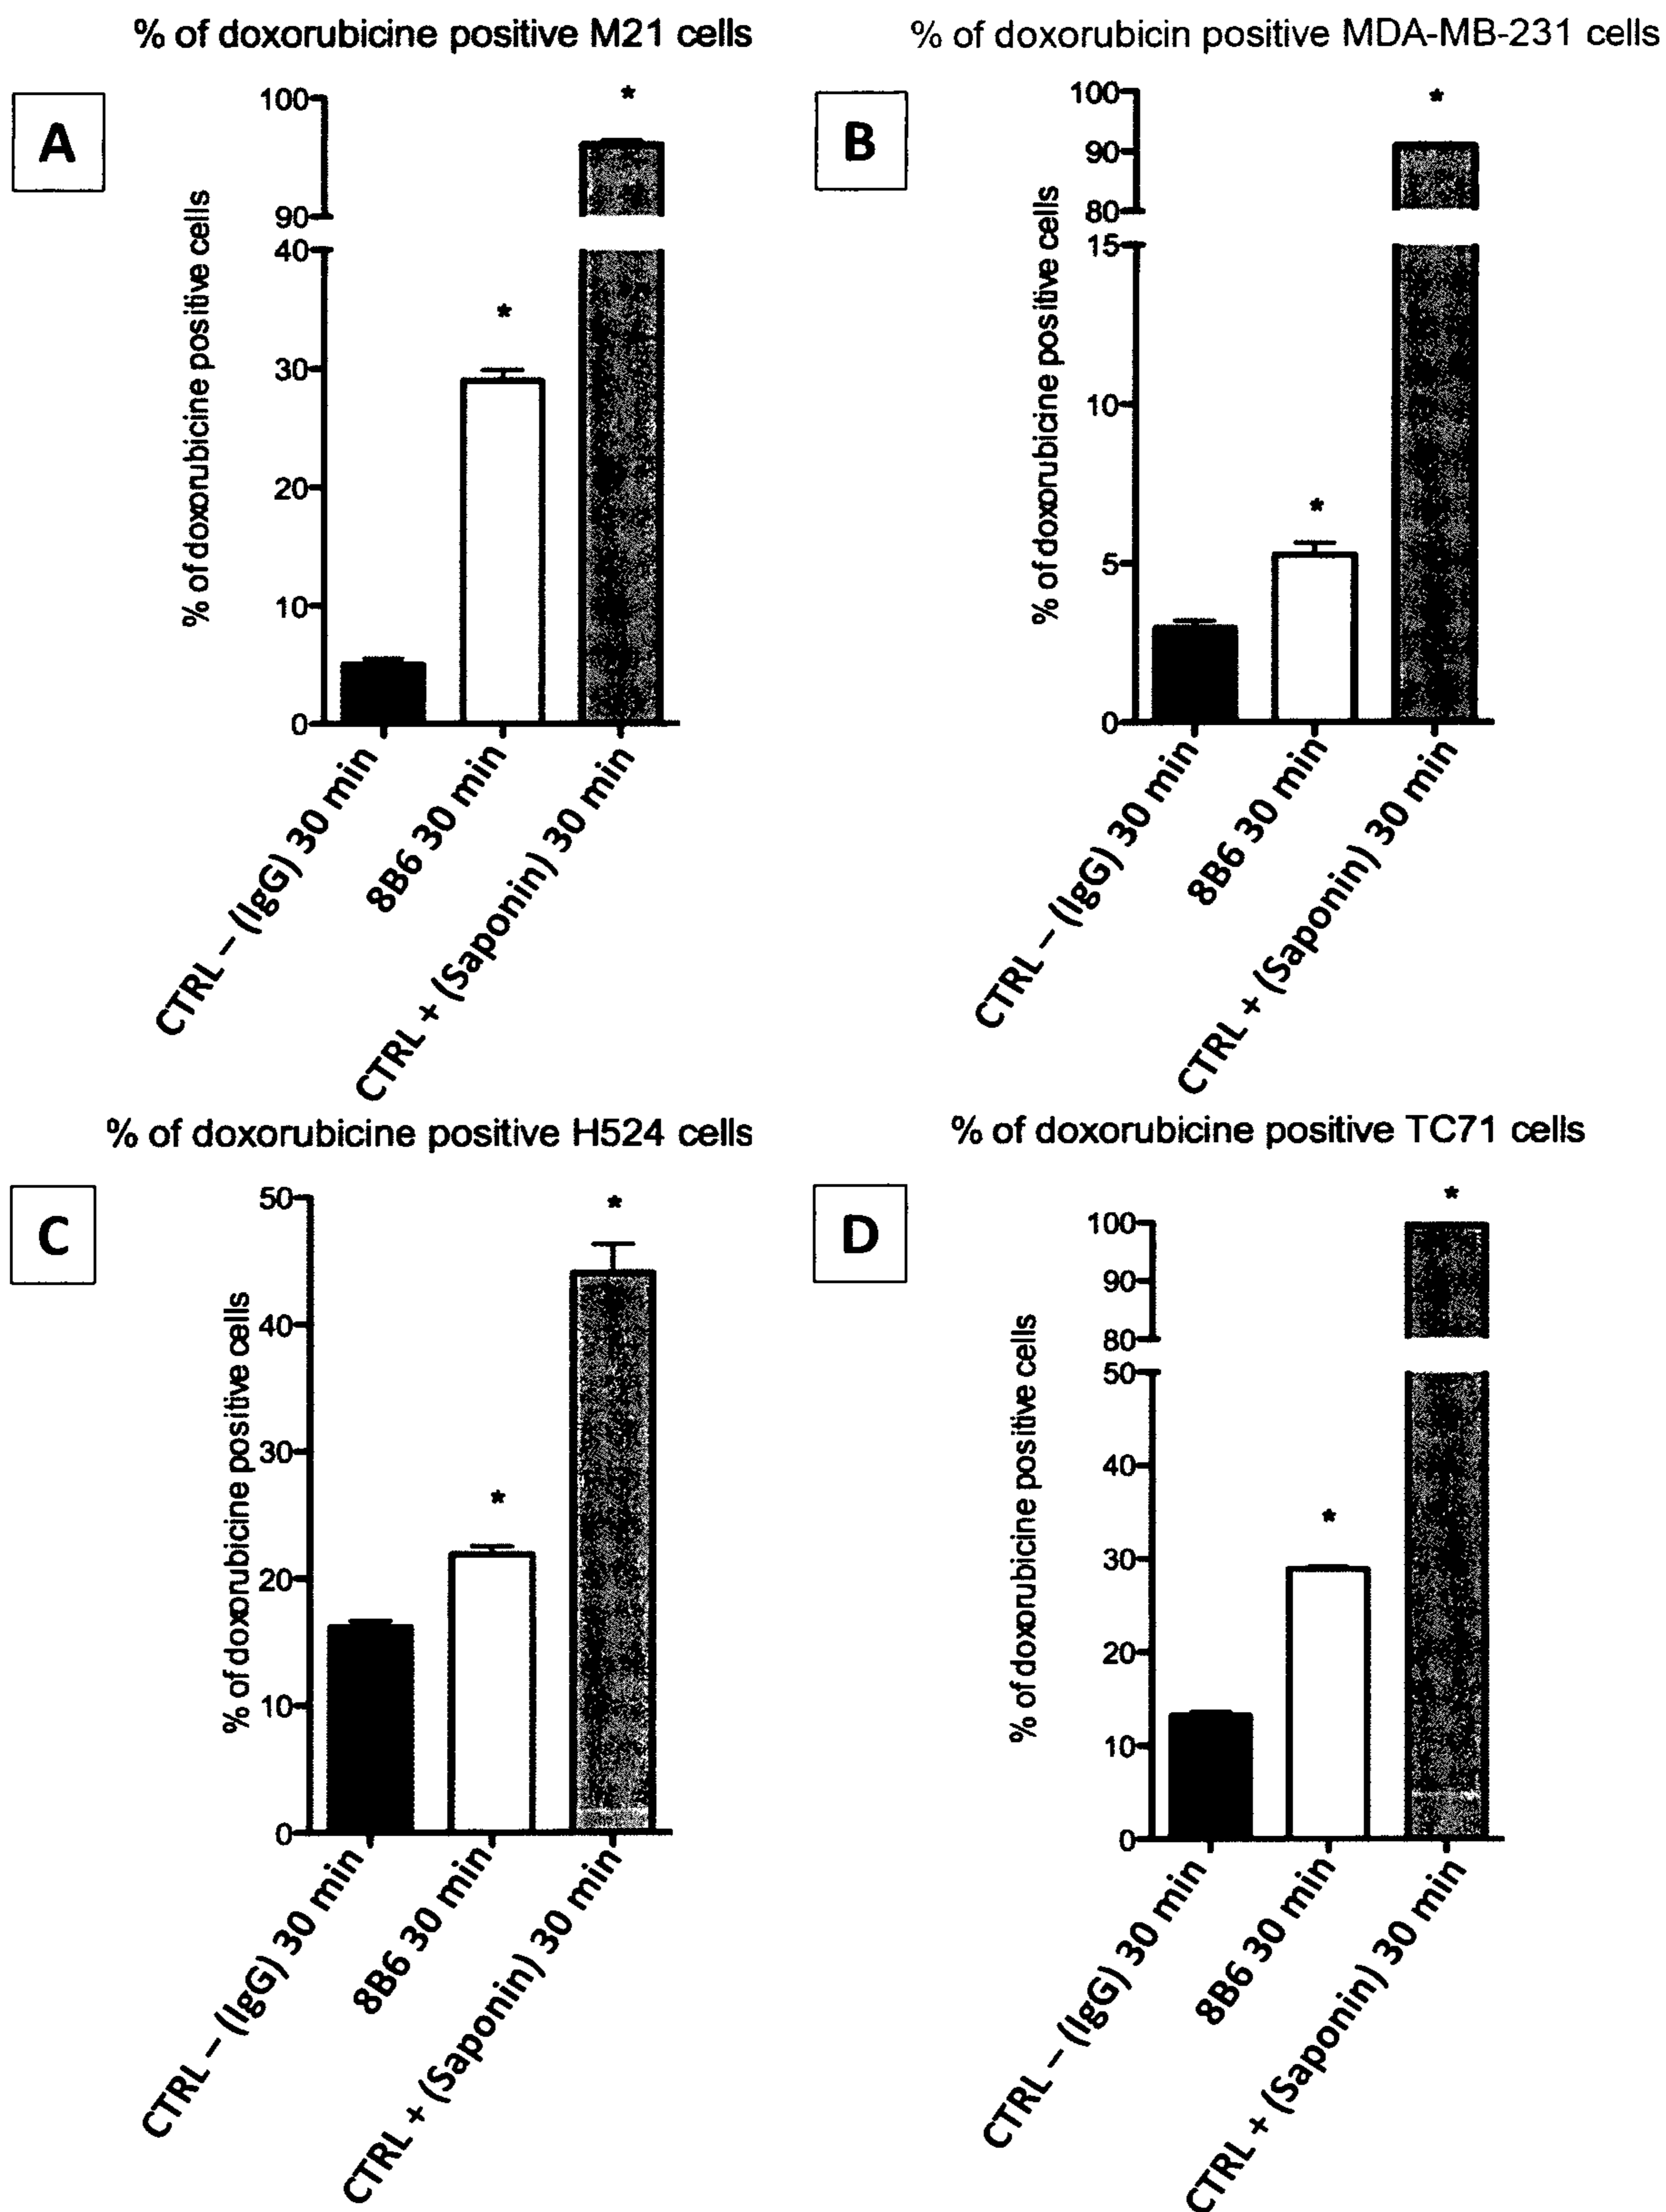 % of doxorubicine positive M21 cells
A
% of doxorubicine positive cells
100
90
40
30
20
10
0
*
*
CTRL – (IgG) 30 min
8B6 30 min
CTRL + (Saponin) 30 min
% of doxorubicin positive MDA-MB-231 cells
B
% of doxorubicine positive cells
100
90
80
15
10
5
0
*
*
CTRL – (IgG) 30 min
8B6 30 min
CTRL + (Saponin) 30 min
% of doxorubicine positive H524 cells
C
% of doxorubicine positive cells
50
40
30
20
10
0
*
*
CTRL – (IgG) 30 min
8B6 30 min
CTRL + (Saponin) 30 min
% of doxorubicine positive TC71 cells
D
% of doxorubicine positive cells
100
90
80
50
40
30
20
10
0
*
*
CTRL – (IgG) 30 min
8B6 30 min
CTRL + (Saponin) 30 min